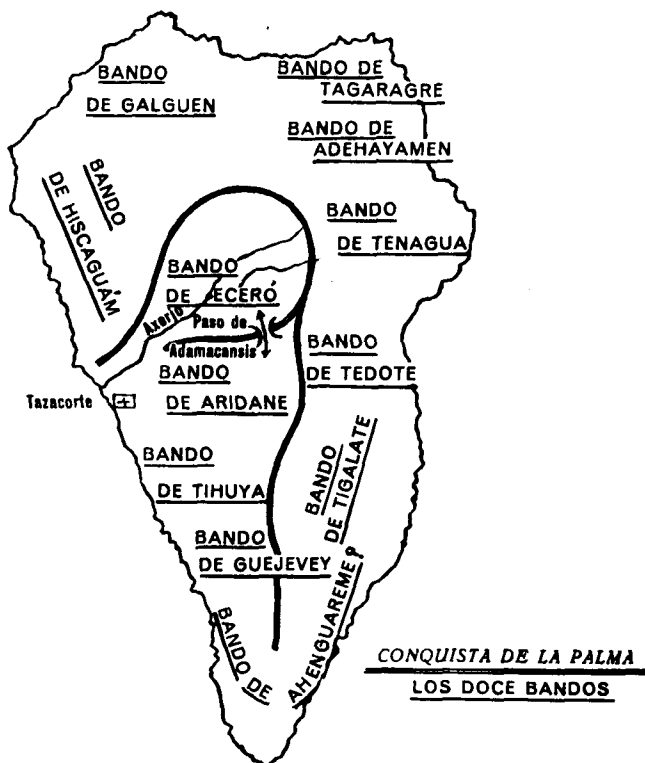 BANDO
DE GALGUEN
BANDO DE
TAGARAGRE
BANDO DE
ADEHAYAMEN
BANDO
DE HISCAGUÁM
BANDO
DE TENAGUA
BANDO
DE ECERÓ
Axerjo
Paso de
Adamacansis
BANDO
DE TEDOTE
BANDO
DE ARIDANE
Tazacorte
BANDO
DE TIHUYA
BANDO
DE TIGALATE
BANDO
DE GUEJEVEY
BANDO DE
AHENGUAREME?
CONQUISTA DE LA PALMA
LOS DOCE BANDOS